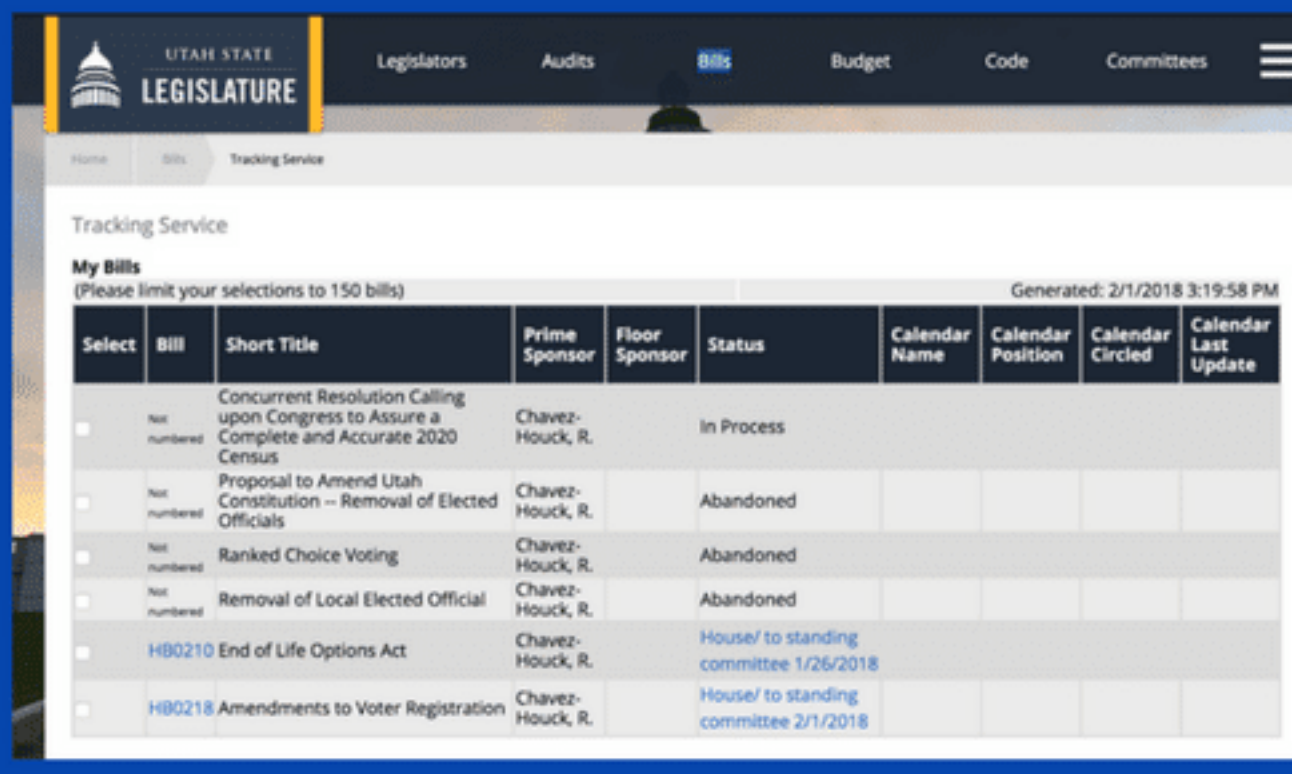 UTAH STATE
LEGISLATURE
Legislators Audits Bills Budget Code Committees
Home Bills Tracking Service
Tracking Service
My Bills
(Please limit your selections to 150 bills) Generated: 2/1/2018 3:19:58 PM
Select Bill Short Title Prime Sponsor Floor Sponsor Status Calendar Name Calendar Position Calendar Circled Calendar Last Update
Not numbered
Concurrent Resolution Calling
upon Congress to Assure a
Complete and Accurate 2020
Census
Chavez-
Houck, R.
In Process
Not numbered
Proposal to Amend Utah
Constitution -- Removal of Elected
Officials
Chavez-
Houck, R.
Abandoned
Not numbered
Ranked Choice Voting
Chavez-
Houck, R.
Abandoned
Not numbered
Removal of Local Elected Official
Chavez-
Houck, R.
Abandoned
HB0210 End of Life Options Act
Chavez-
Houck, R.
House/ to standing
committee 1/26/2018
HB0218 Amendments to Voter Registration
Chavez-
Houck, R.
House/ to standing
committee 2/1/2018